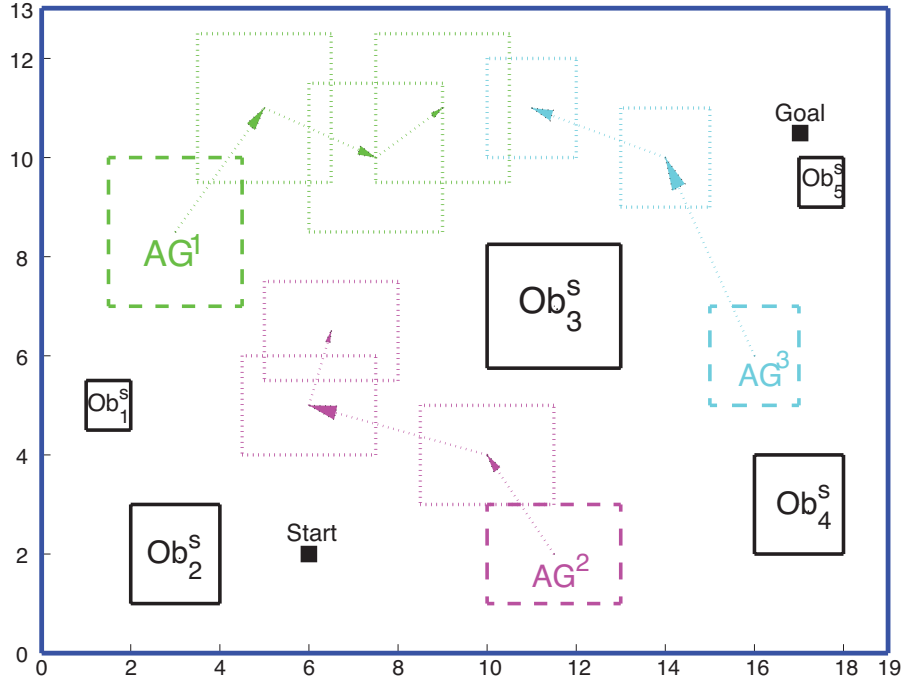 13
12
10
8
6
4
2
0
Goal
Ob₅ˢ
AG¹
Ob₃ˢ
AG³
Ob₁ˢ
Ob₄ˢ
Ob₂ˢ
Start
AG²
0 2 4 6 8 10 12 14 16 18 19